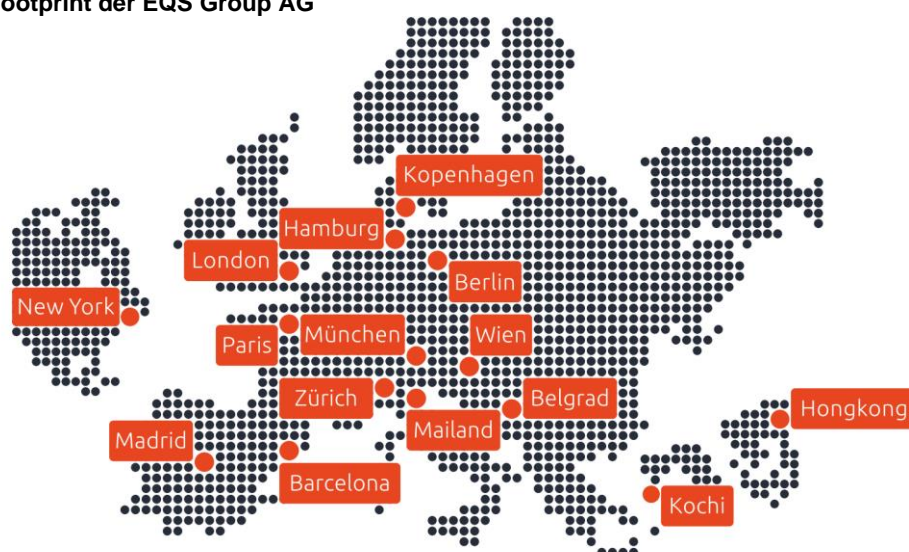 ootprint der EQS Group AG
Kopenhagen
Hamburg
London
Berlin
New York
Paris
München
Wien
Zürich
Belgrad
Mailand
Hongkong
Madrid
Barcelona
Kochi